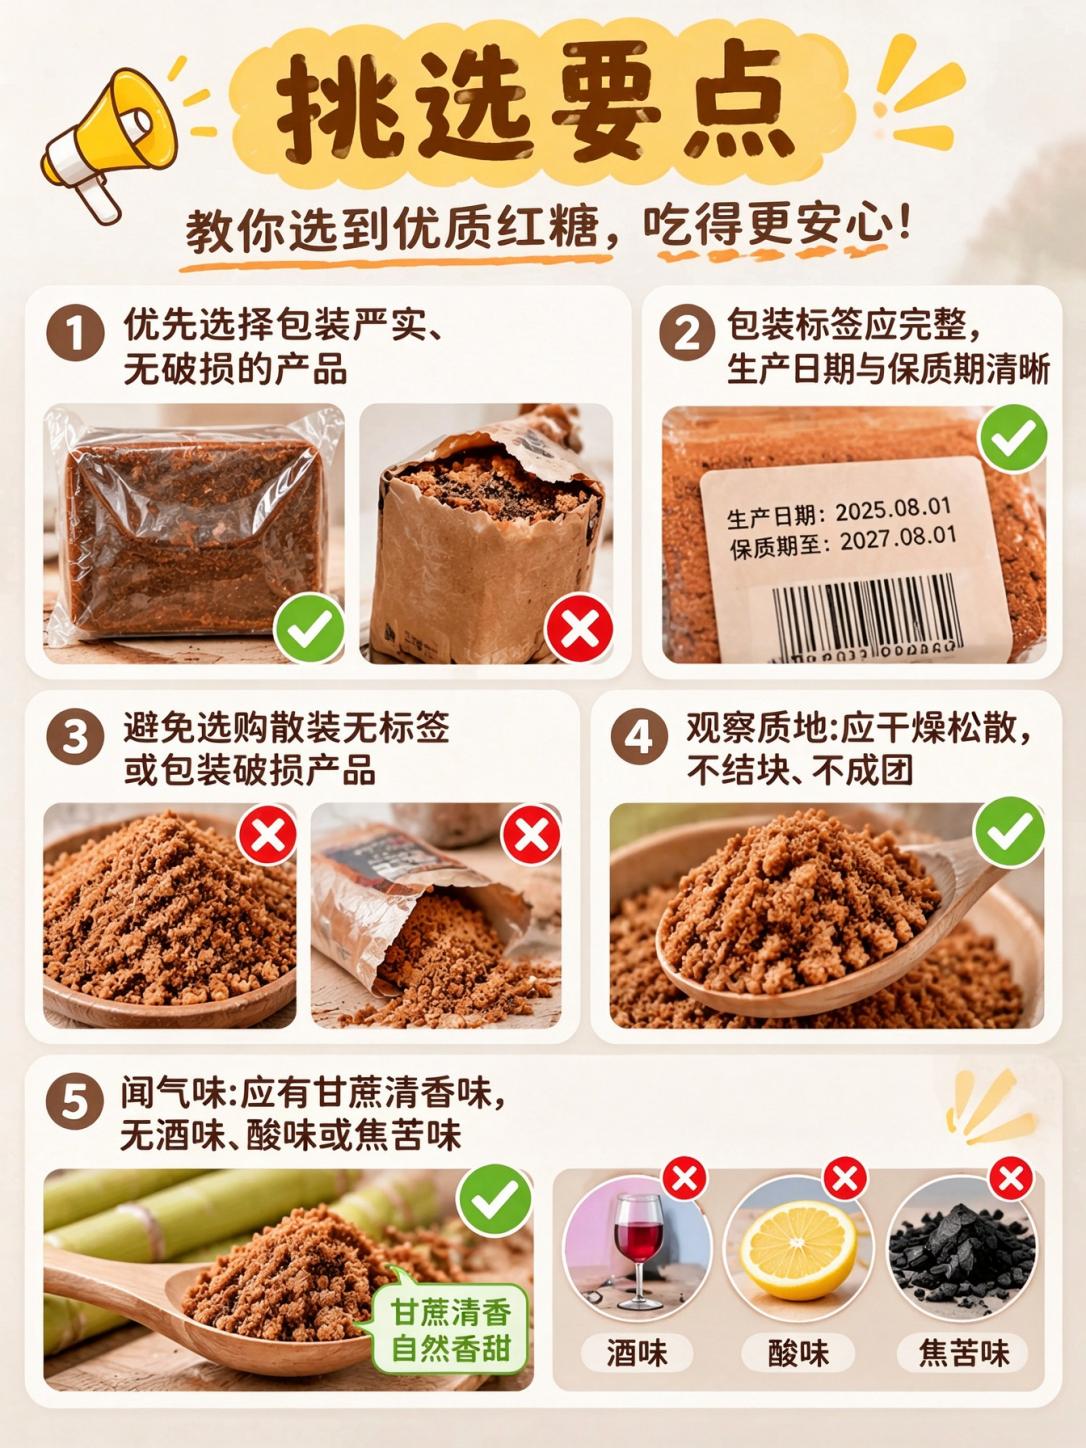 挑选要点
教你选到优质红糖，吃得更安心！
1
优先选择包装严实、
无破损的产品
2
包装标签应完整，
生产日期与保质期清晰
生产日期：2025.08.01
保质期至：2027.08.01
3
避免选购散装无标签
或包装破损产品
4
观察质地:应干燥松散，
不结块、不成团
5
闻气味:应有甘蔗清香味，
无酒味、酸味或焦苦味
甘蔗清香
自然香甜
酒味
酸味
焦苦味